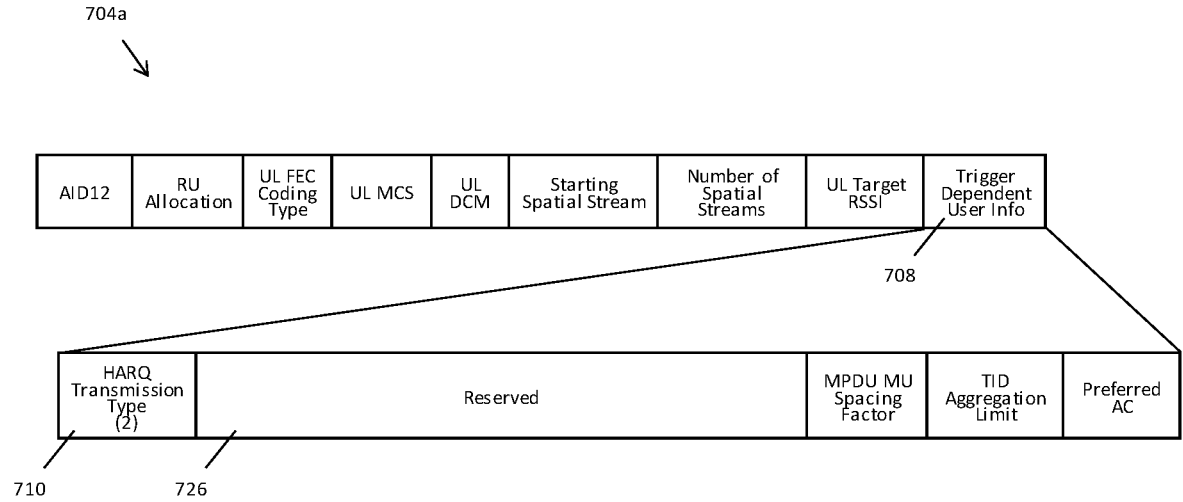 704a
AID12
RU
Allocation
UL FEC
Coding
Type
UL MCS
UL
DCM
Starting
Spatial Stream
Number of
Spatial
Streams
UL Target
RSSI
Trigger
Dependent
User Info
708
HARQ
Transmission
Type
(2)
Reserved
MPDU MU
Spacing
Factor
TID
Aggregation
Limit
Preferred
AC
710
726